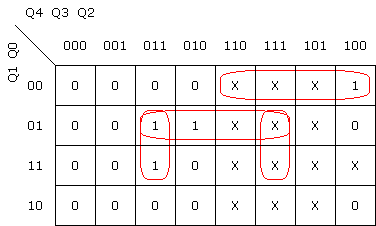 Q4 Q3 Q2
Q1 Q0
000 001 011 010 110 111 101 100
00 0 0 0 0 X X X 1
01 0 0 1 1 X X X 0
11 0 0 1 0 X X X X
10 0 0 0 0 X X X 0